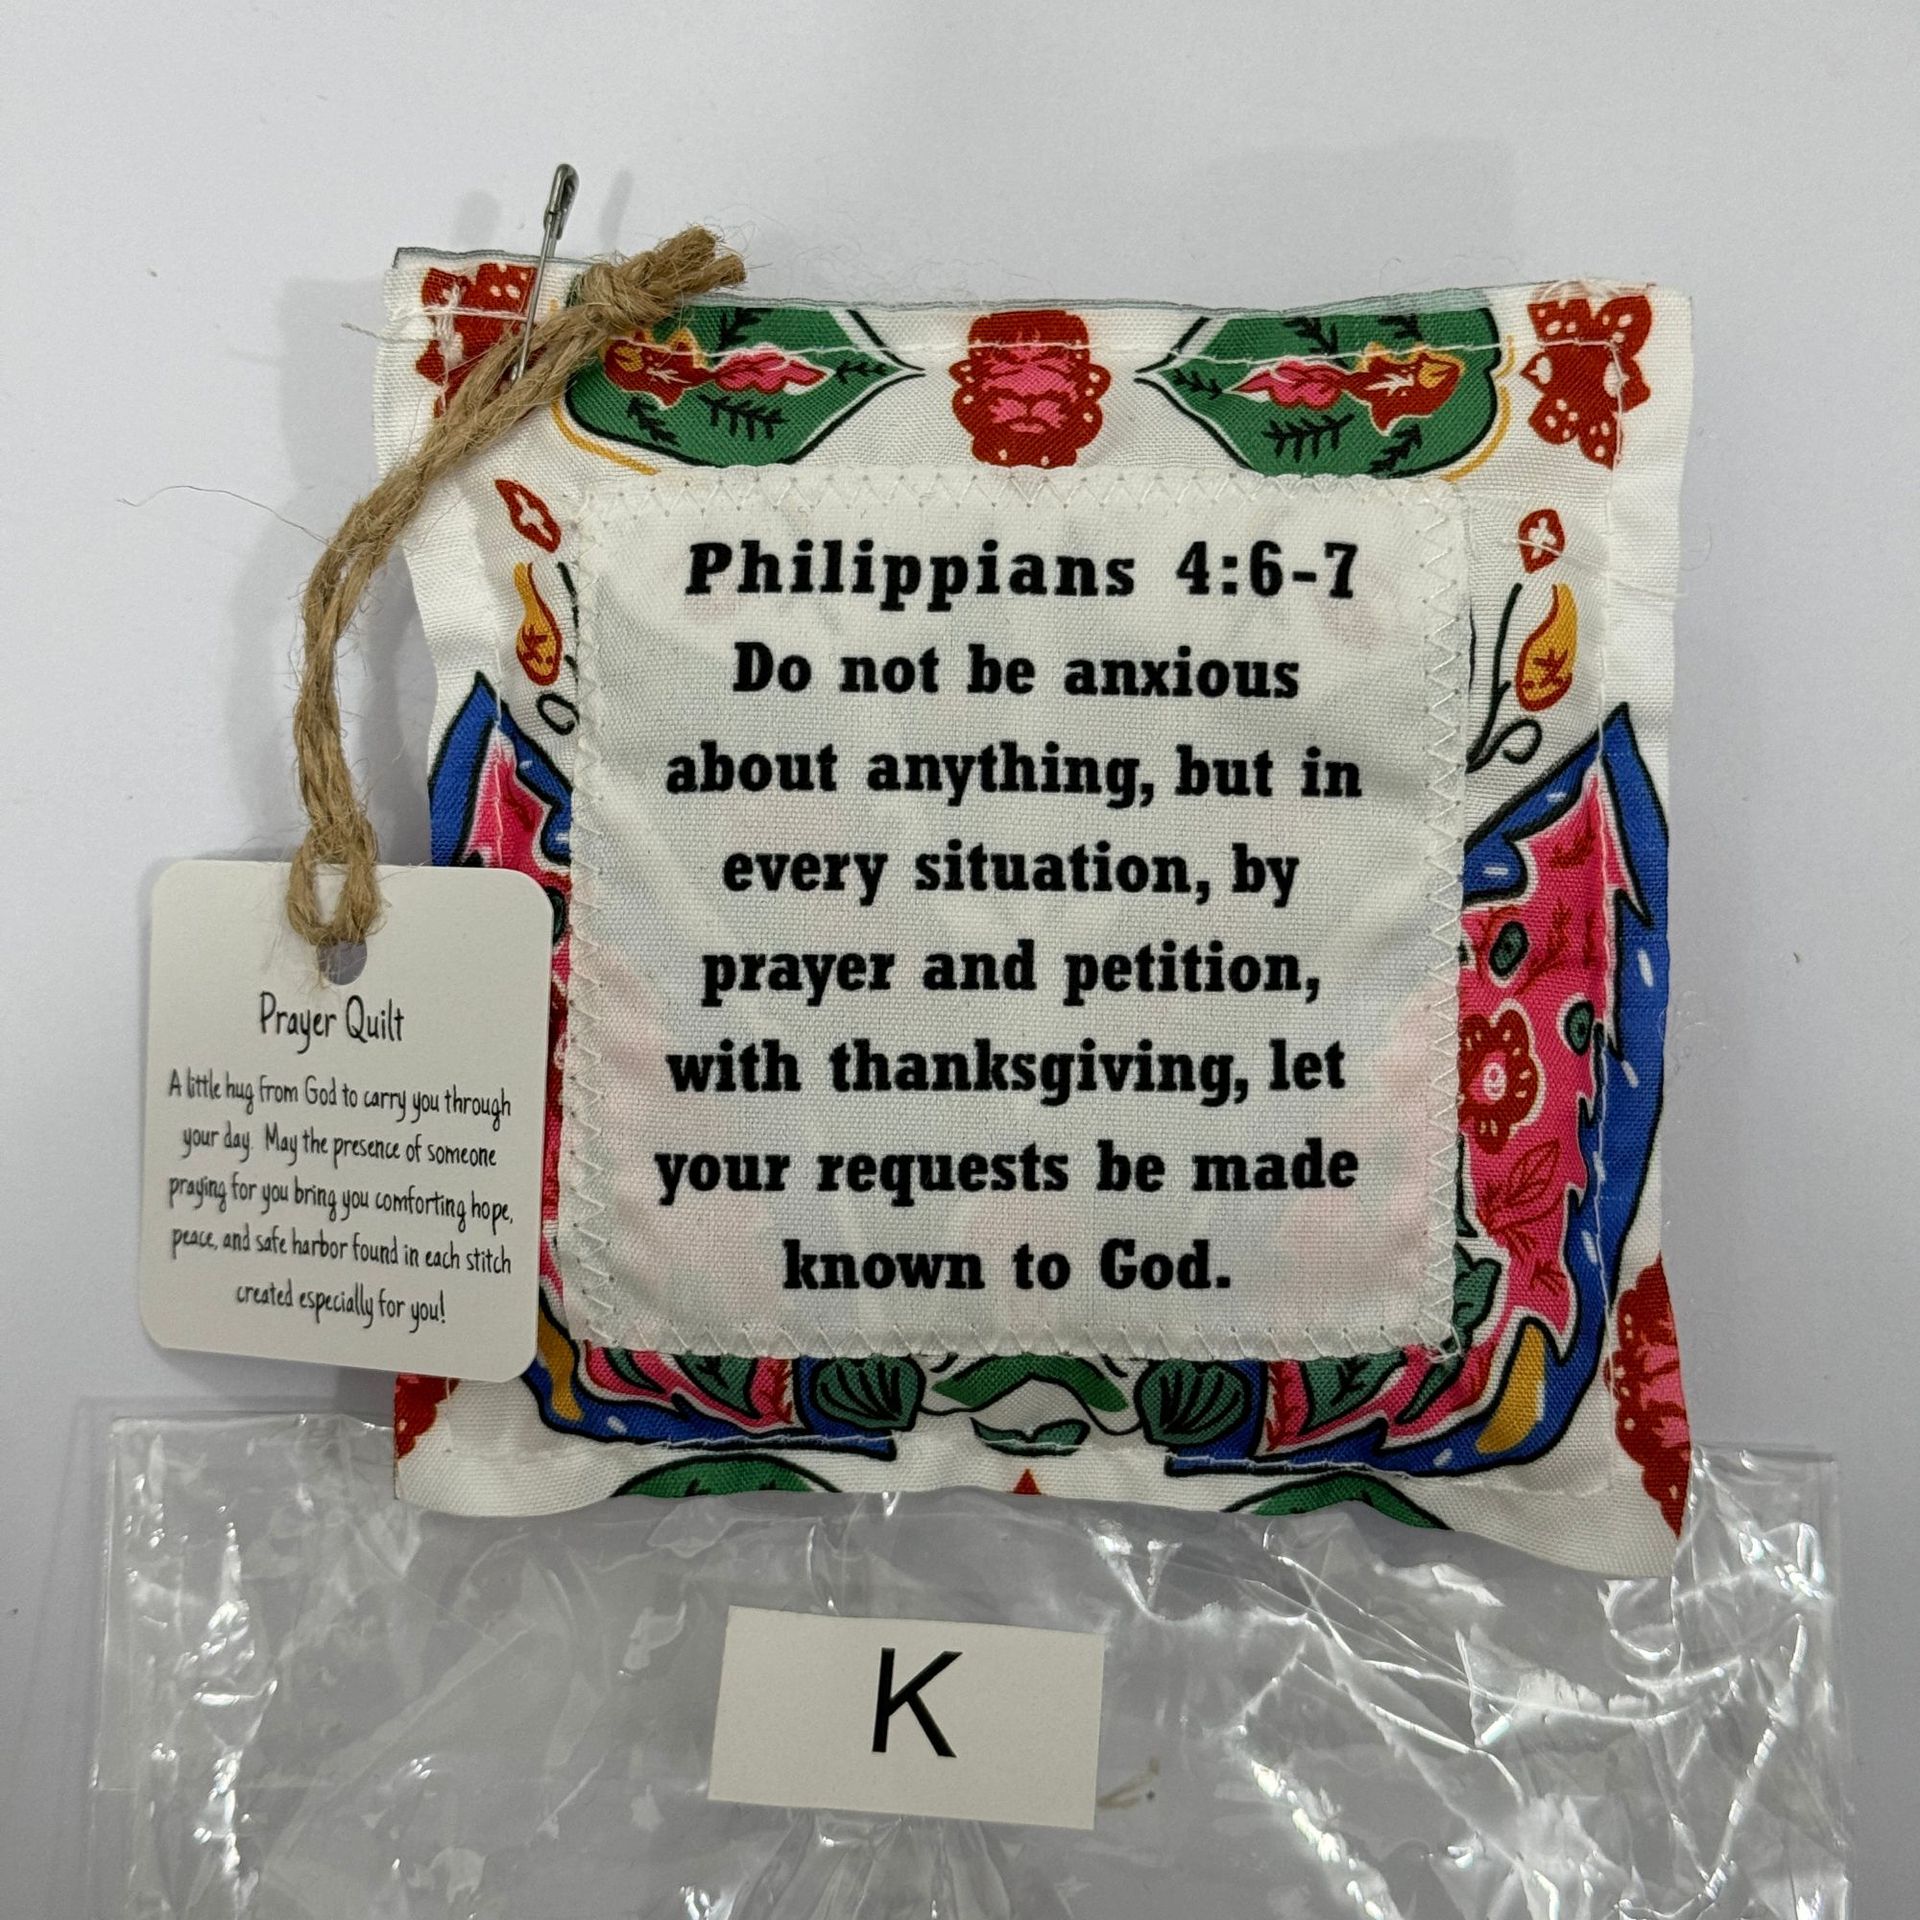 Philippians 4:6-7
Do not be anxious
about anything, but in
every situation, by
prayer and petition,
with thanksgiving, let
your requests be made
known to God.
Prayer Quilt
A little hug from God to carry you through
your day. May the presence of someone
praying for you bring you comforting hope,
peace, and safe harbor found in each stitch
created especially for you!
K